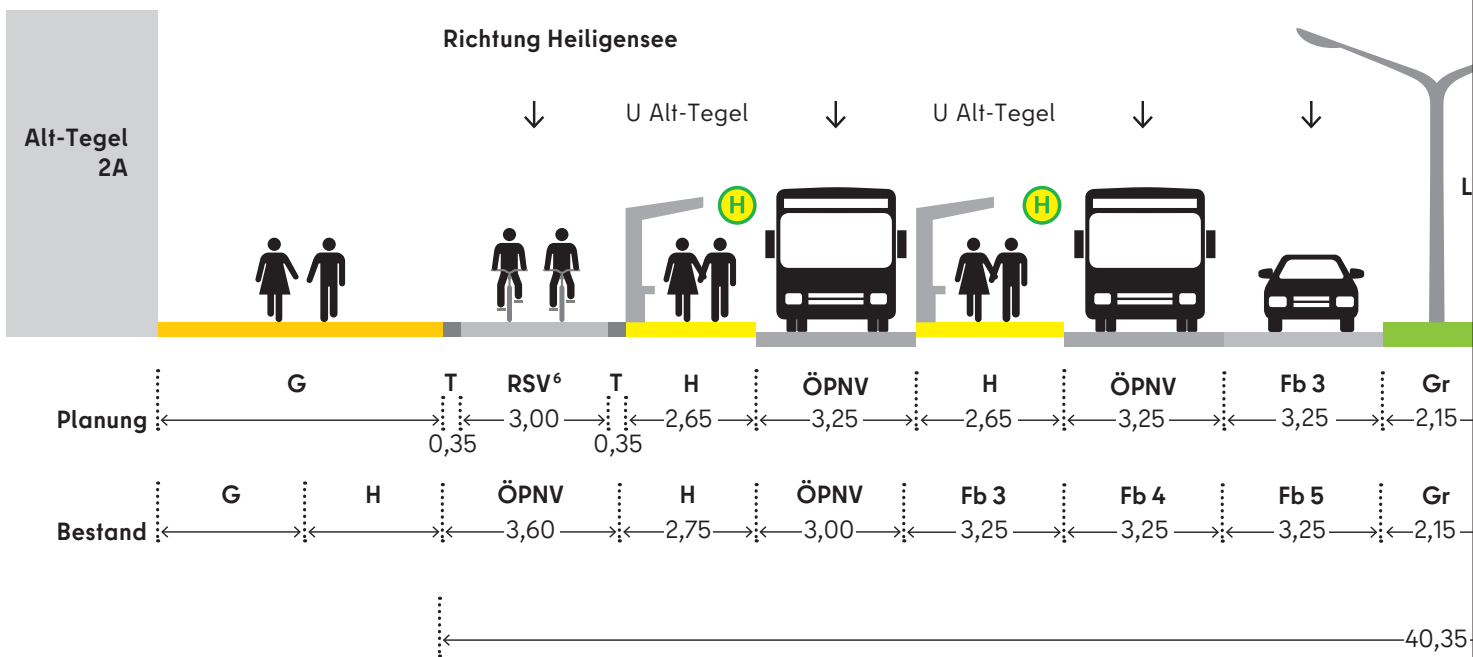 Richtung Heiligensee
↓ U Alt-Tegel ↓ U Alt-Tegel ↓ ↓
Alt-Tegel
2A
L
H H
G T RSV⁶ T H ÖPNV H ÖPNV Fb 3 Gr
Planung 3,00 2,65 3,25 2,65 3,25 3,25 2,15
0,35 0,35
G H ÖPNV H ÖPNV Fb 3 Fb 4 Fb 5 Gr
Bestand 3,60 2,75 3,00 3,25 3,25 3,25 2,15
40,35